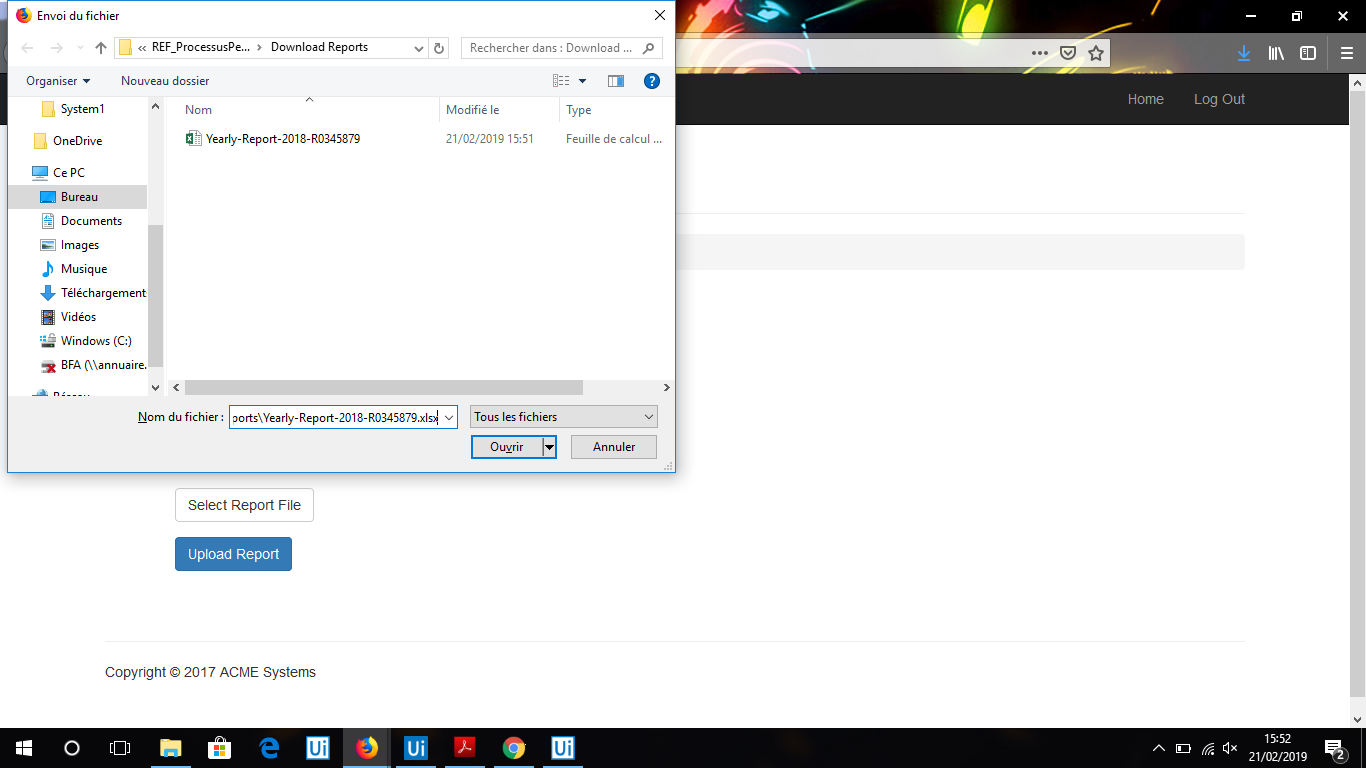 Envoi du fichier
« REF_ProcessusPe... > Download Reports
Rechercher dans : Download ...
Organiser
Nouveau dossier
System1
OneDrive
Ce PC
Bureau
Documents
Images
Musique
Téléchargement
Vidéos
Windows (C:)
BFA (\\annuaire.
Réseau
Nom
Modifié le
Type
Yearly-Report-2018-R0345879
21/02/2019 15:51
Feuille de calcul ...
Nom du fichier :
ports\Yearly-Report-2018-R0345879.xlsx
Tous les fichiers
Ouvrir
Annuler
Home
Log Out
Select Report File
Upload Report
Copyright © 2017 ACME Systems
Ui
Ui
Ui
15:52
21/02/2019
2